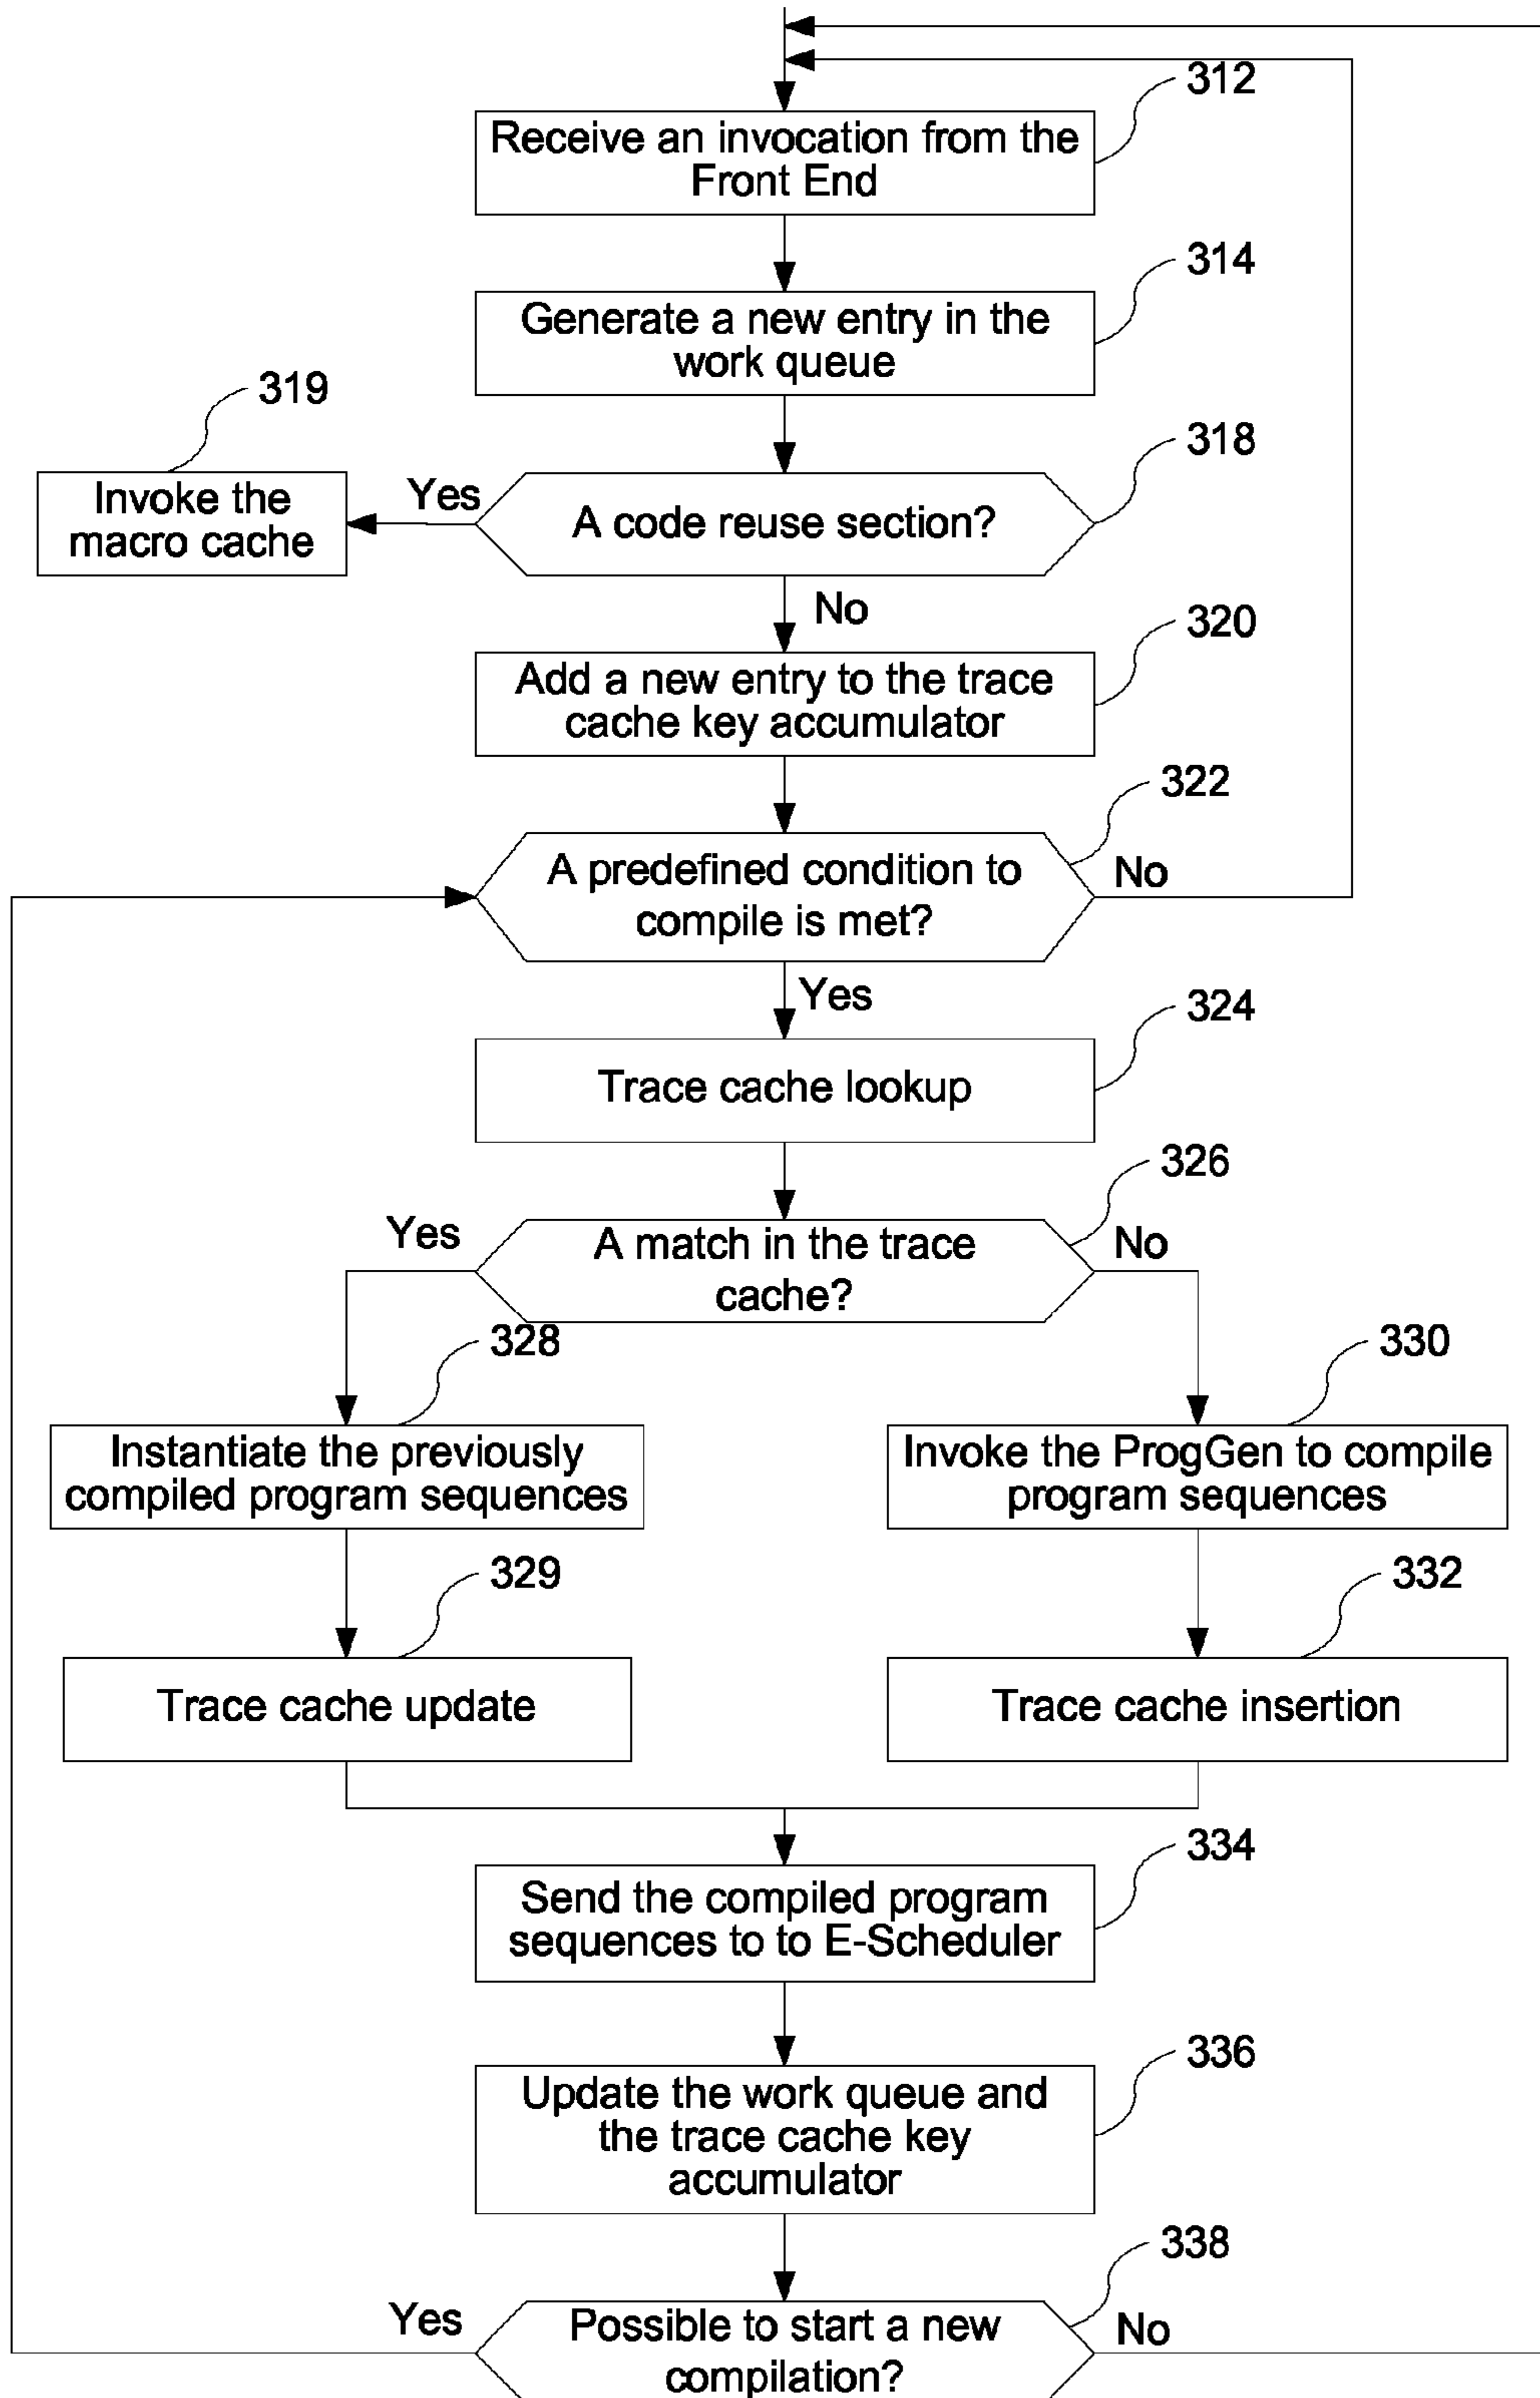 312
Receive an invocation from the
Front End
314
Generate a new entry in the
work queue
319
318
Invoke the
macro cache
Yes
A code reuse section?
No
320
Add a new entry to the trace
cache key accumulator
322
A predefined condition to
compile is met?
No
Yes
324
Trace cache lookup
326
Yes
A match in the trace
cache?
No
328
330
Instantiate the previously
compiled program sequences
Invoke the ProgGen to compile
program sequences
329
332
Trace cache update
Trace cache insertion
334
Send the compiled program
sequences to to E-Scheduler
336
Update the work queue and
the trace cache key
accumulator
338
Yes
Possible to start a new
compilation?
No